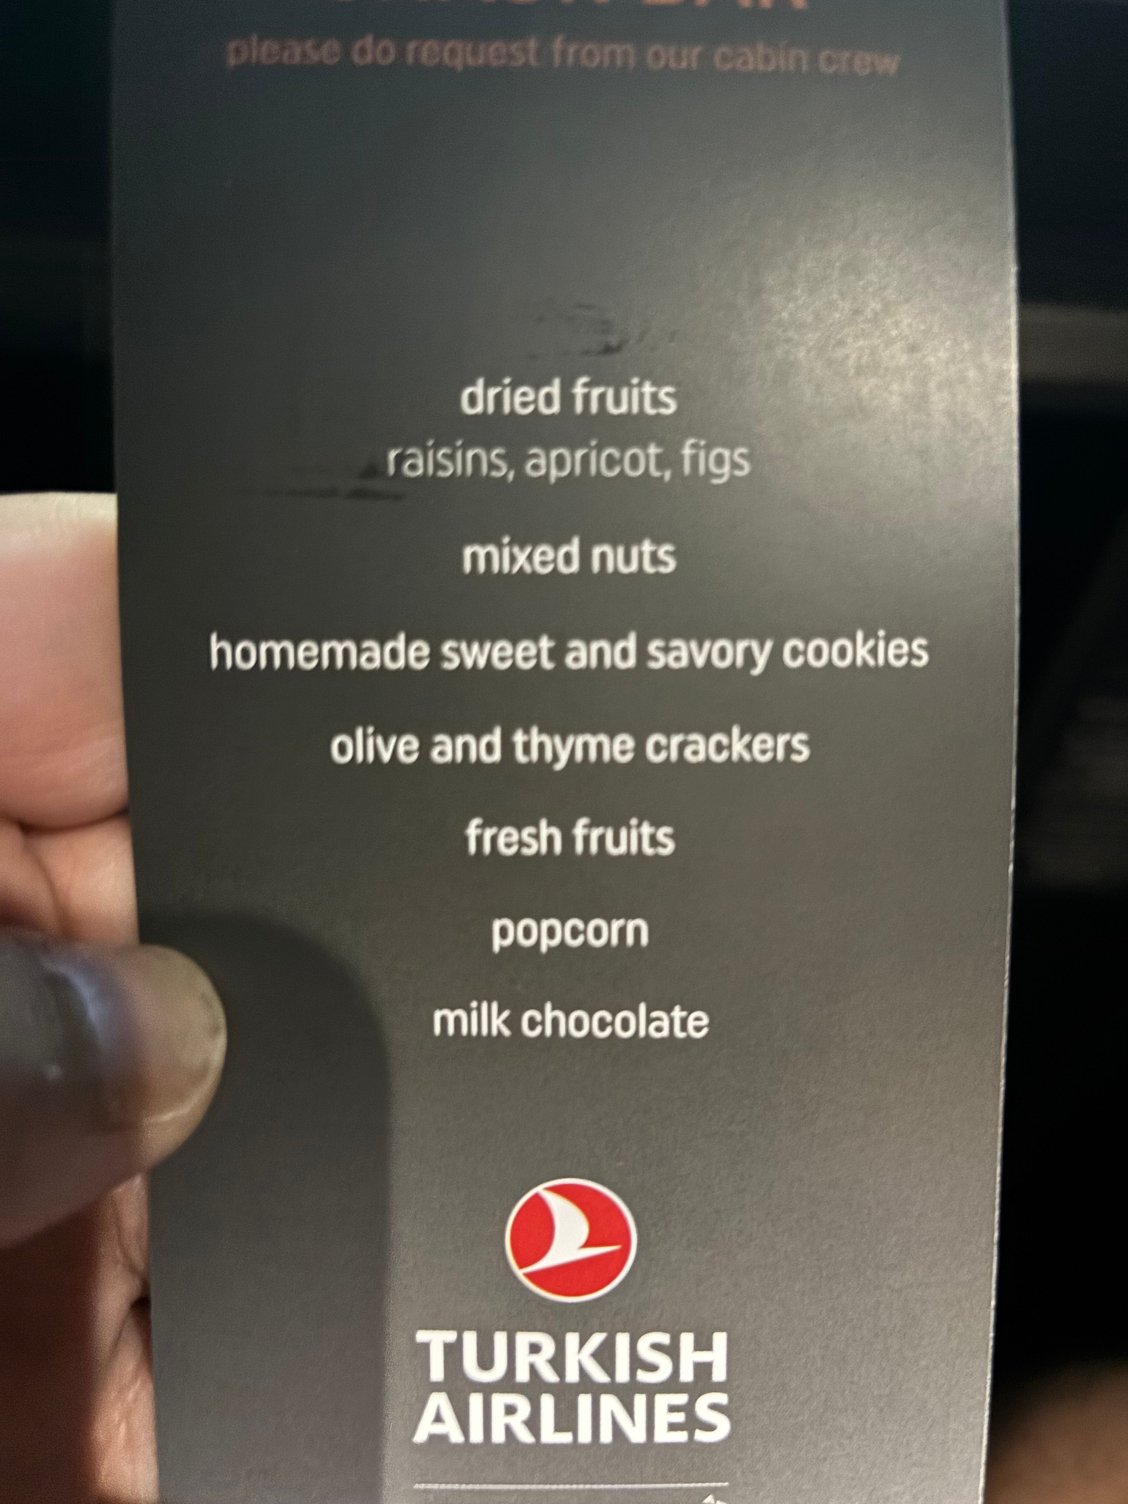 BAR
please do request from our cabin crew
dried fruits
raisins, apricot, figs
mixed nuts
homemade sweet and savory cookies
olive and thyme crackers
fresh fruits
popcorn
milk chocolate
TURKISH
AIRLINES